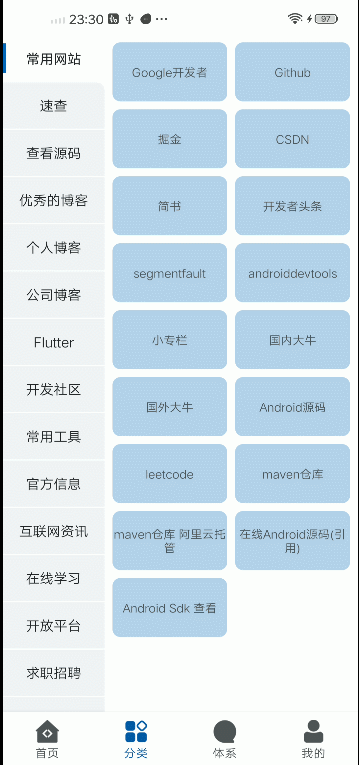 23:30
97
常用网站
速查
查看源码
优秀的博客
个人博客
公司博客
Flutter
开发社区
常用工具
官方信息
互联网资讯
在线学习
开放平台
求职招聘
Google开发者
Github
掘金
CSDN
简书
开发者头条
segmentfault
androiddevtools
小专栏
国内大牛
国外大牛
Android源码
leetcode
maven仓库
maven仓库 阿里云托
管
在线Android源码(引
用)
Android Sdk 查看
首页
分类
体系
我的